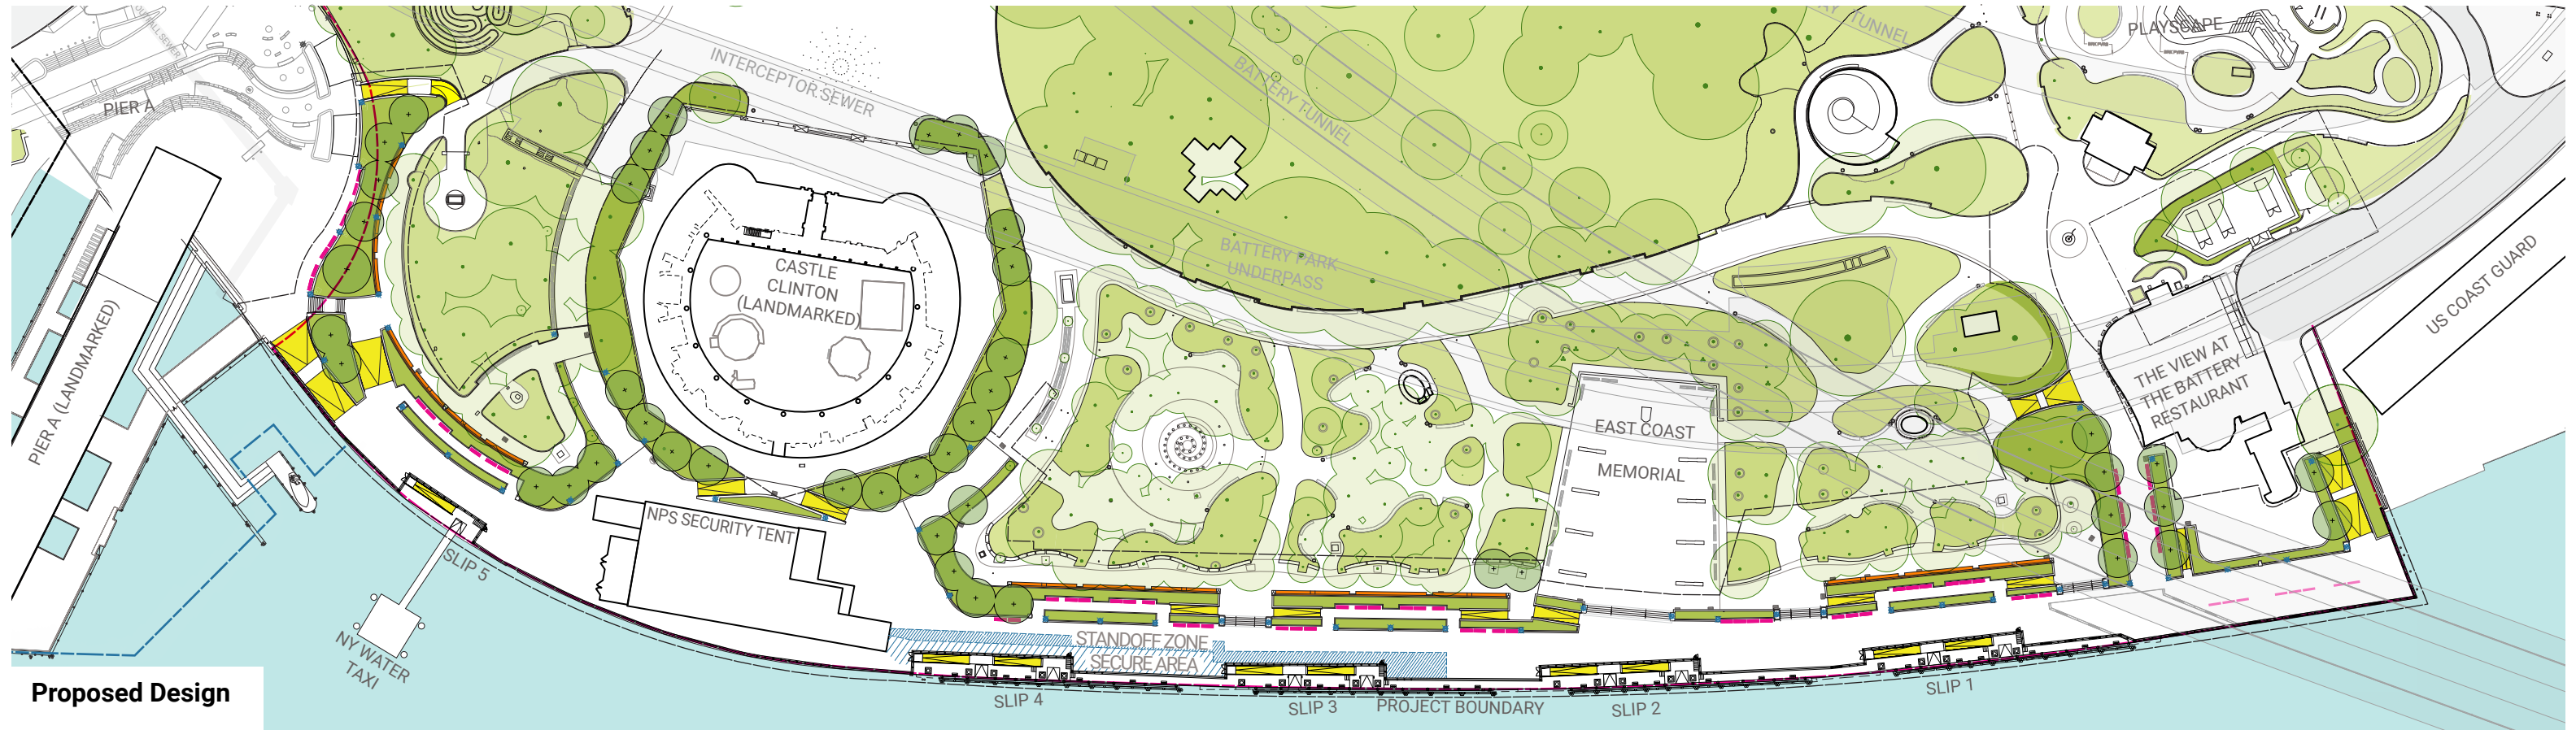 PIER A
INTERCEPTOR SEWER
BATTERY TUNNEL
TUNNEL
PLAYSCAPE
BATTERY PARK
UNDERPASS
CASTLE
CLINTON
(LANDMARKED)
PIER A (LANDMARKED)
US COAST GUARD
THE VIEW AT
THE BATTERY
RESTAURANT
EAST COAST
MEMORIAL
NPS SECURITY TENT
SLIP 5
NY WATER
TAXI
STANDOFF ZONE
SECURE AREA
SLIP 4
SLIP 3
PROJECT BOUNDARY
SLIP 2
SLIP 1
Proposed Design